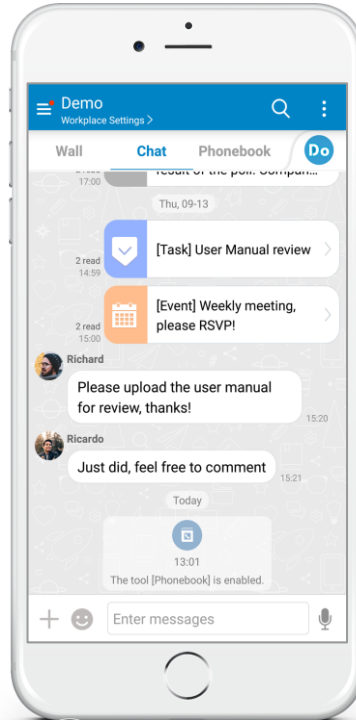 Demo
Workplace Settings >
Wall
Chat
Phonebook
Do
17:00
Thu, 09-13
[Task] User Manual review
2 read
14:59
[Event] Weekly meeting,
please RSVP!
2 read
15:00
Richard
Please upload the user manual
for review, thanks!
15:20
Ricardo
Just did, feel free to comment
15:21
Today
13:01
The tool [Phonebook] is enabled.
Enter messages